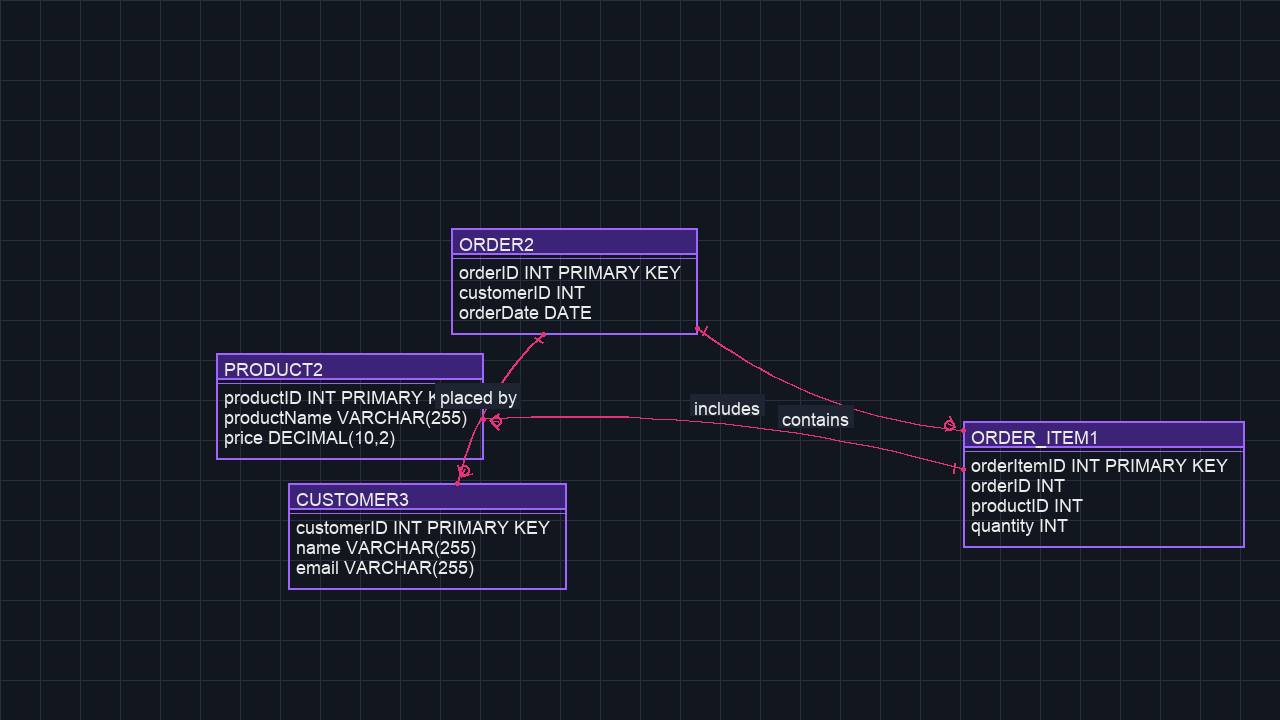 ORDER2
orderID INT PRIMARY KEY
customerID INT
orderDate DATE
PRODUCT2
productID INT PRIMARY
productName VARCHAR(255)
price DECIMAL(10,2)
placed by
includes
contains
ORDER_ITEM1
orderItemID INT PRIMARY KEY
orderID INT
productID INT
quantity INT
CUSTOMER3
customerID INT PRIMARY KEY
name VARCHAR(255)
email VARCHAR(255)